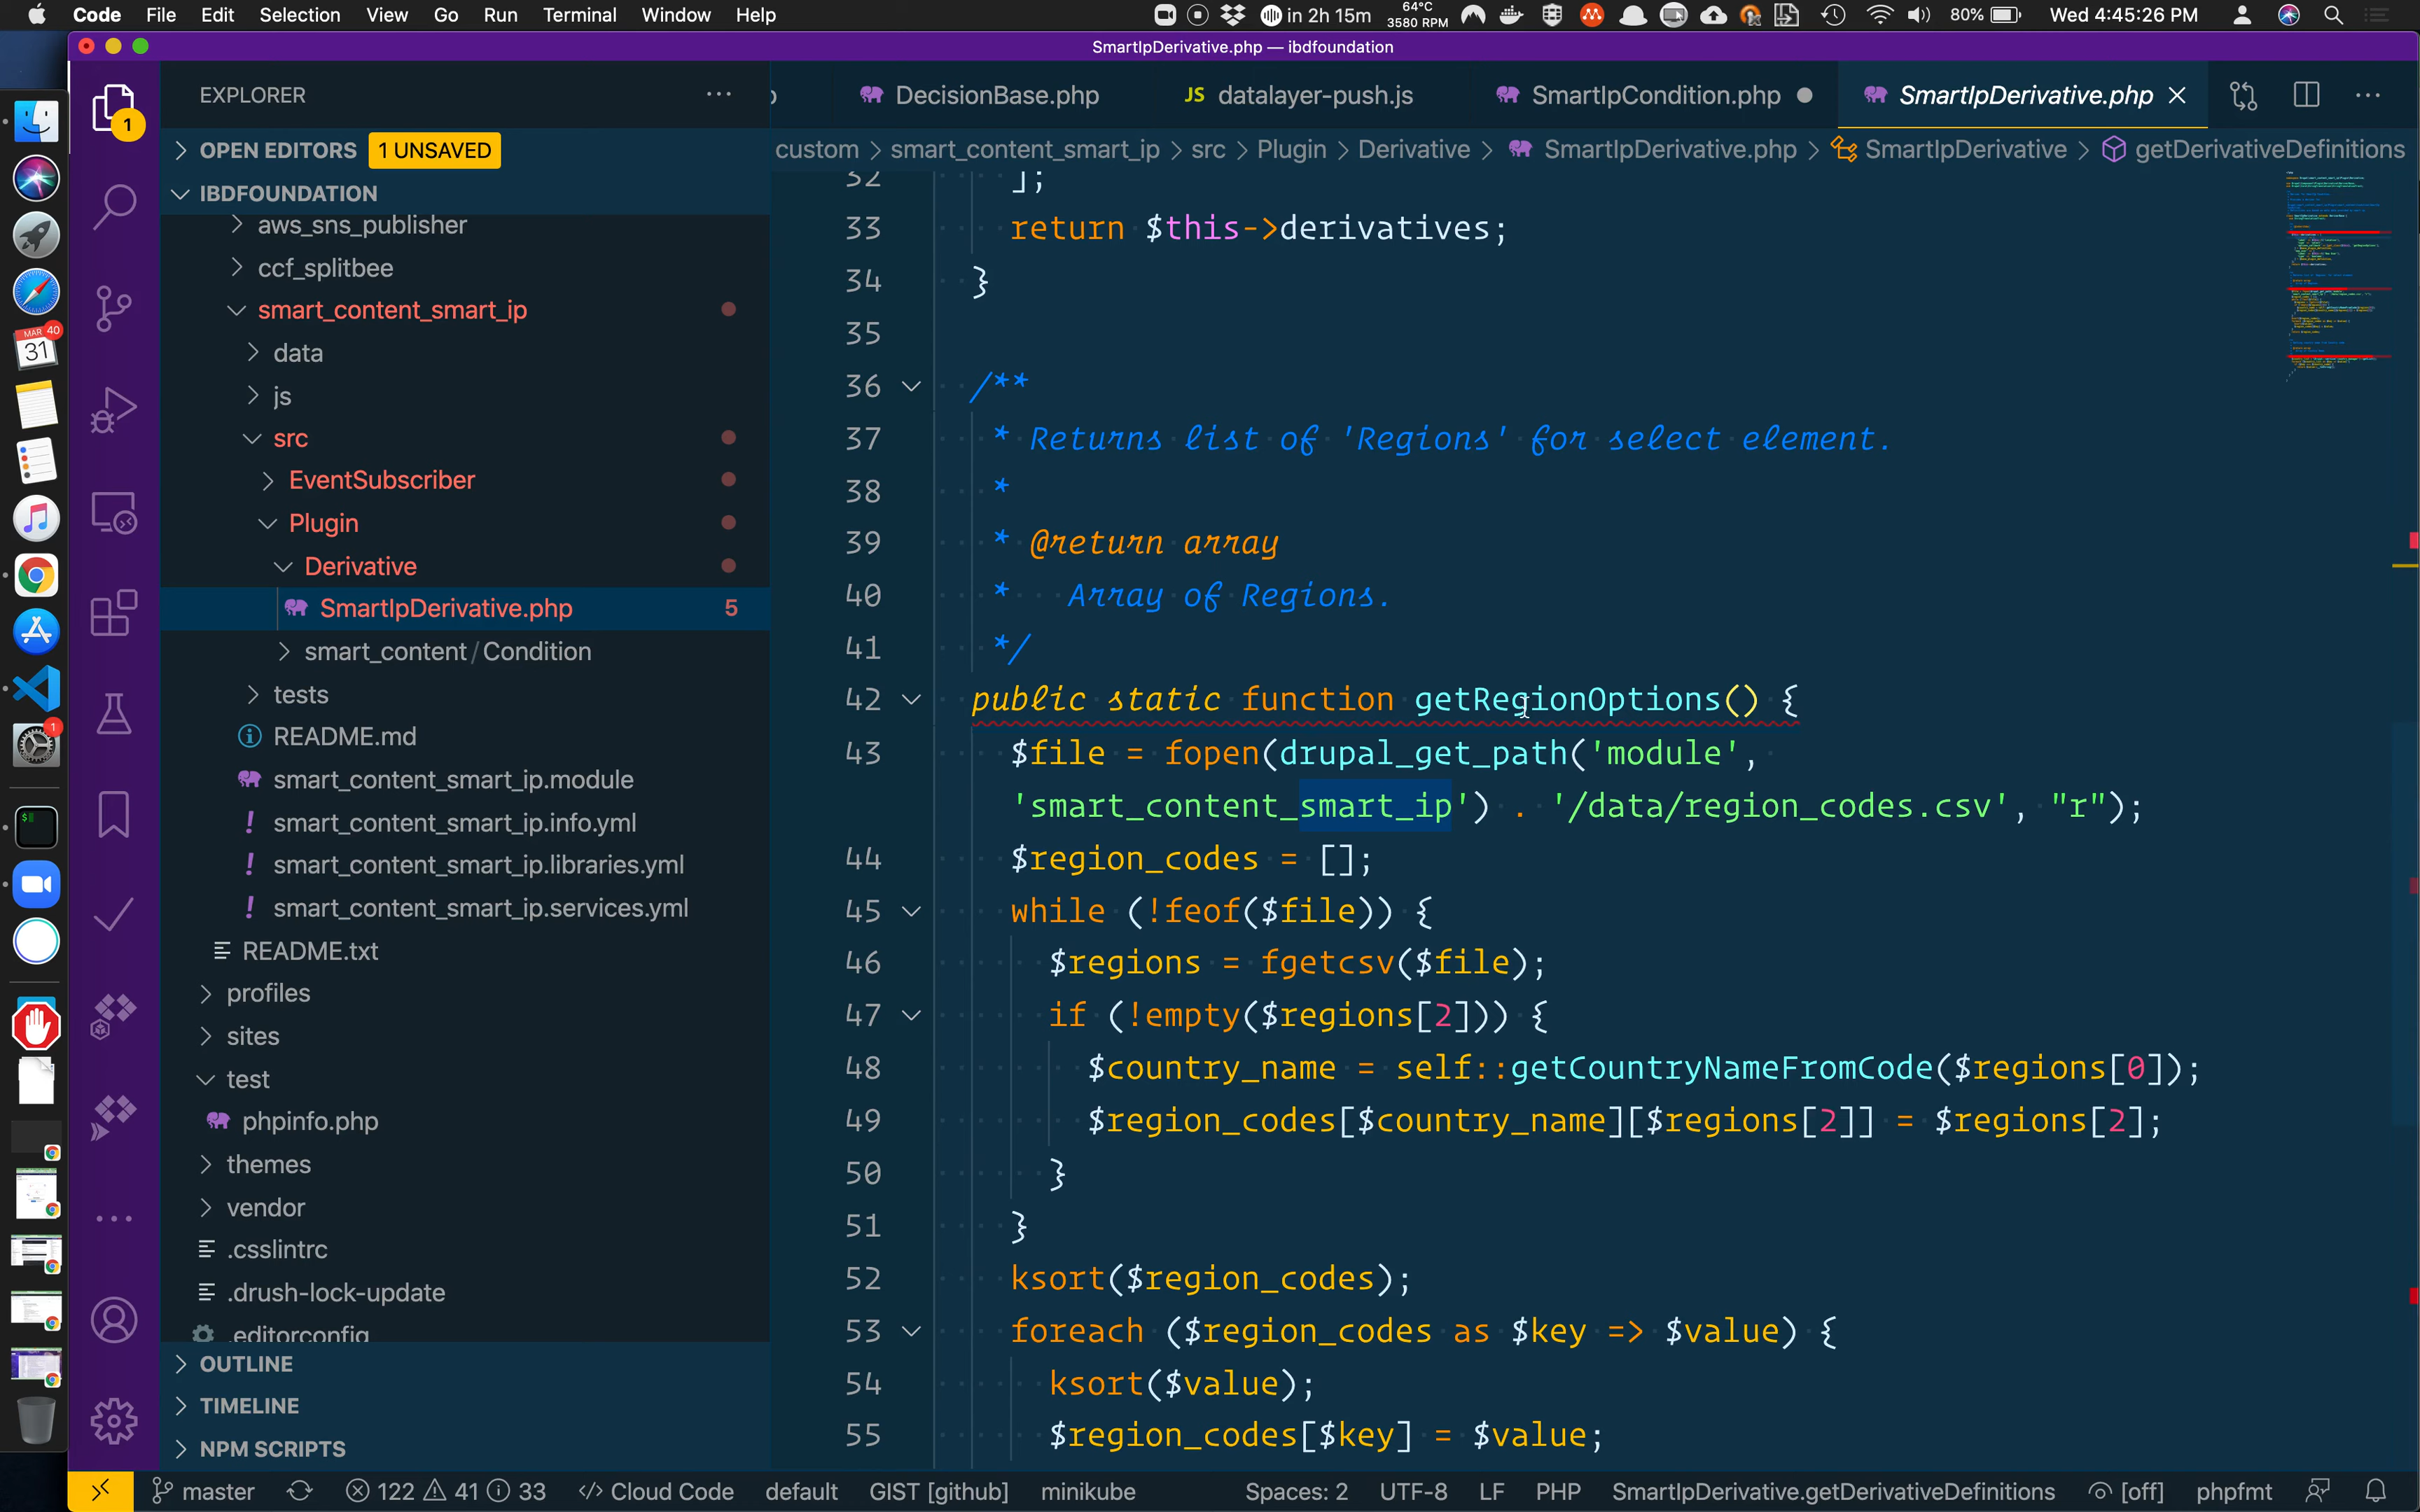 Code File Edit Selection View Go Run Terminal Window Help
in 2h 15m 64°C 3580 RPM 80% Wed 4:45:26 PM
SmartIpDerivative.php — ibdfoundation
EXPLORER ···
DecisionBase.php JS datalayer-push.js SmartIpCondition.php SmartIpDerivative.php
1
OPEN EDITORS 1 UNSAVED
custom > smart_content_smart_ip > src > Plugin > Derivative > SmartIpDerivative.php > SmartIpDerivative > getDerivativeDefinitions
IBDFOUNDATION
aws_sns_publisher
ccf_splitbee
smart_content_smart_ip
data
js
src
EventSubscriber
Plugin
Derivative
SmartIpDerivative.php 5
smart_content/Condition
tests
README.md
smart_content_smart_ip.module
! smart_content_smart_ip.info.yml
! smart_content_smart_ip.libraries.yml
! smart_content_smart_ip.services.yml
README.txt
profiles
sites
test
phpinfo.php
themes
vendor
.csslintrc
.drush-lock-update
.editorconfig
OUTLINE
TIMELINE
NPM SCRIPTS
MAR 40
31
1
32 ];
33 return $this->derivatives;
34 }
35
36 /**
37 * Returns list of 'Regions' for select element.
38 *
39 * @return array
40 * Array of Regions.
41 */
42 public static function getRegionOptions() {
43 $file = fopen(drupal_get_path('module',
'smart_content_smart_ip') . '/data/region_codes.csv', "r");
44 $region_codes = [];
45 while (!feof($file)) {
46 $regions = fgetcsv($file);
47 if (!empty($regions[2])) {
48 $country_name = self::getCountryNameFromCode($regions[0]);
49 $region_codes[$country_name][$regions[2]] = $regions[2];
50 }
51 }
52 ksort($region_codes);
53 foreach ($region_codes as $key => $value) {
54 ksort($value);
55 $region_codes[$key] = $value;
master 122 41 33 </> Cloud Code default GIST [github] minikube Spaces: 2 UTF-8 LF PHP SmartIpDerivative.getDerivativeDefinitions [off] phpfmt